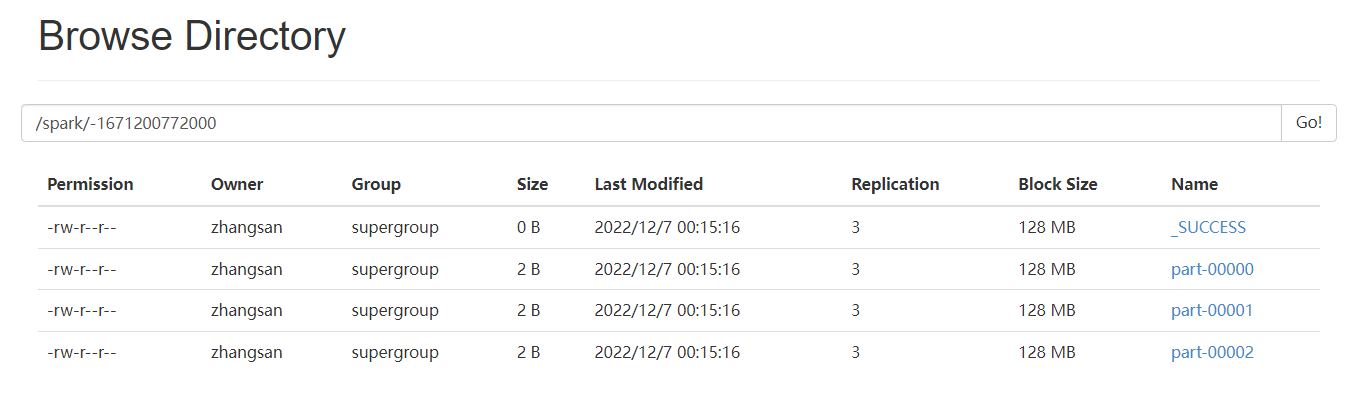 Browse Directory
/spark/-1671200772000 Go!
Permission Owner Group Size Last Modified Replication Block Size Name
-rw-r--r-- zhangsan supergroup 0 B 2022/12/7 00:15:16 3 128 MB _SUCCESS
-rw-r--r-- zhangsan supergroup 2 B 2022/12/7 00:15:16 3 128 MB part-00000
-rw-r--r-- zhangsan supergroup 2 B 2022/12/7 00:15:16 3 128 MB part-00001
-rw-r--r-- zhangsan supergroup 2 B 2022/12/7 00:15:16 3 128 MB part-00002